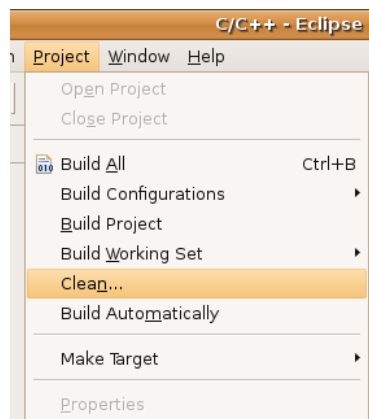 C/C++ - Eclipse
Project Window Help
Open Project
Close Project
Build All Ctrl+B
Build Configurations
Build Project
Build Working Set
Clean...
Build Automatically
Make Target
Properties